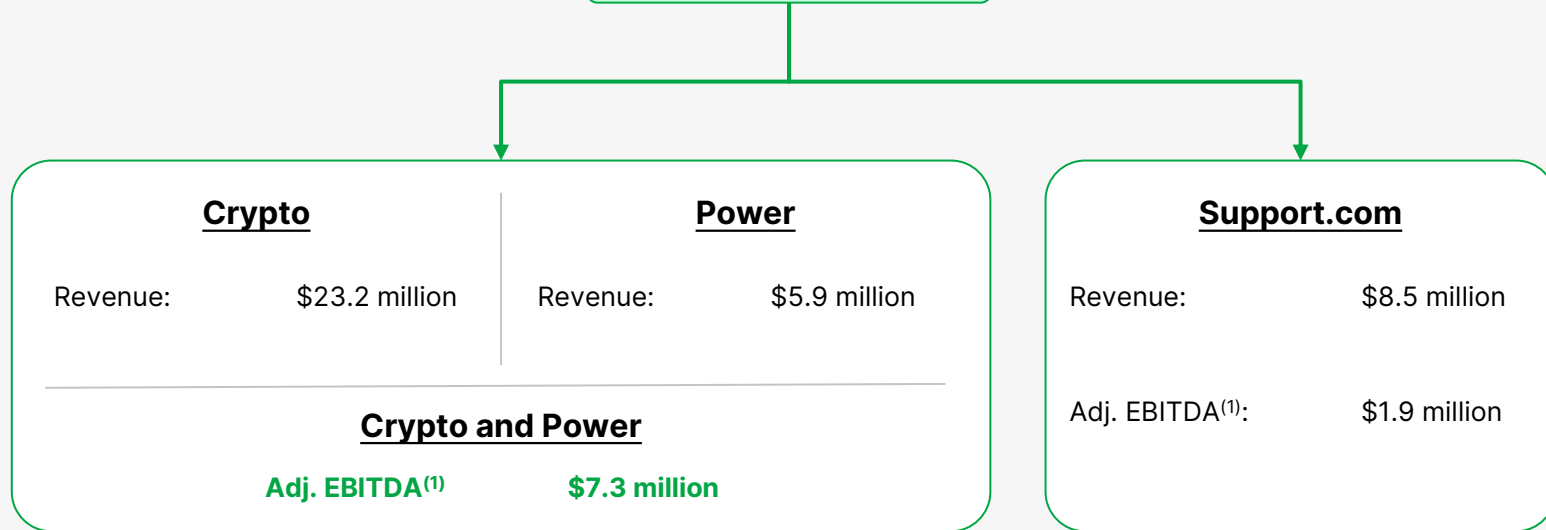 Crypto
Power
Support.com
Revenue: $23.2 million
Revenue: $5.9 million
Revenue: $8.5 million
Adj. EBITDA⁽¹⁾: $1.9 million
Crypto and Power
Adj. EBITDA⁽¹⁾ $7.3 million